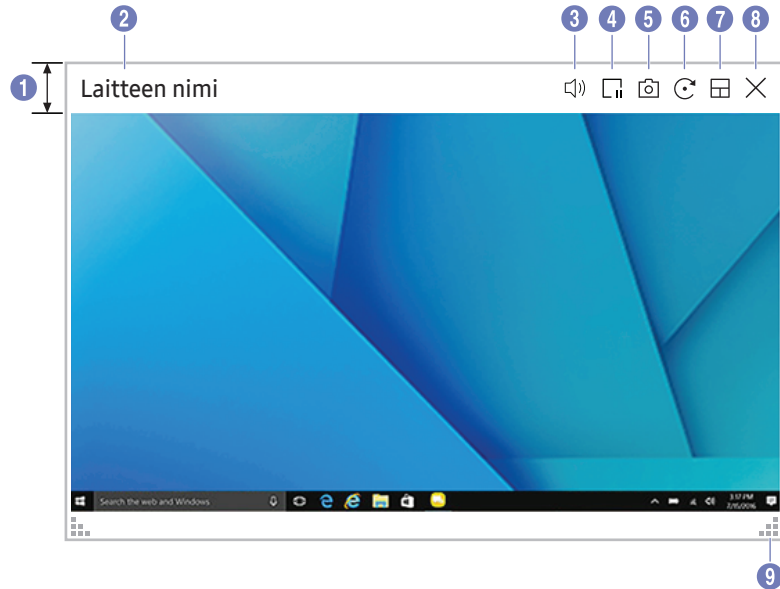 2 3 4 5 6 7 8
1 Laitteen nimi
Search the web and Windows
3:17 PM
7/15/2016
9